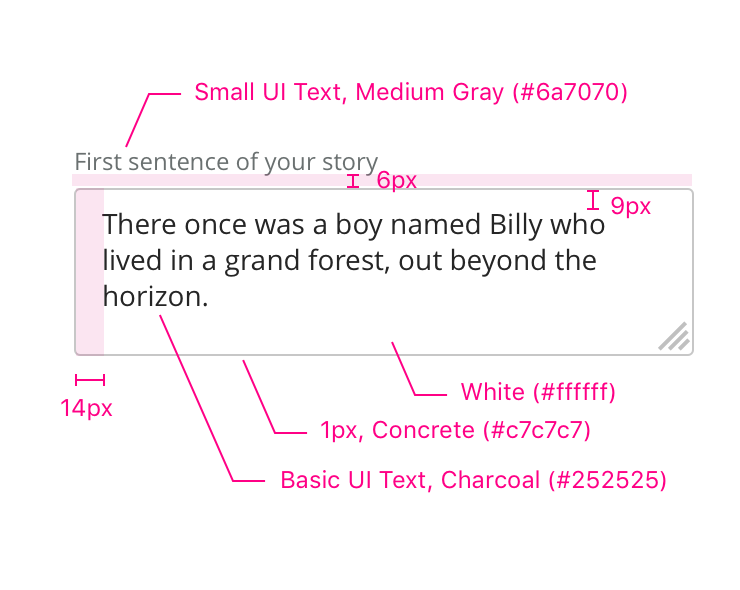 Small UI Text, Medium Gray (#6a7070)
First sentence of your story
6px
9px
There once was a boy named Billy who
lived in a grand forest, out beyond the
horizon.
14px
White (#ffffff)
1px, Concrete (#c7c7c7)
Basic UI Text, Charcoal (#252525)